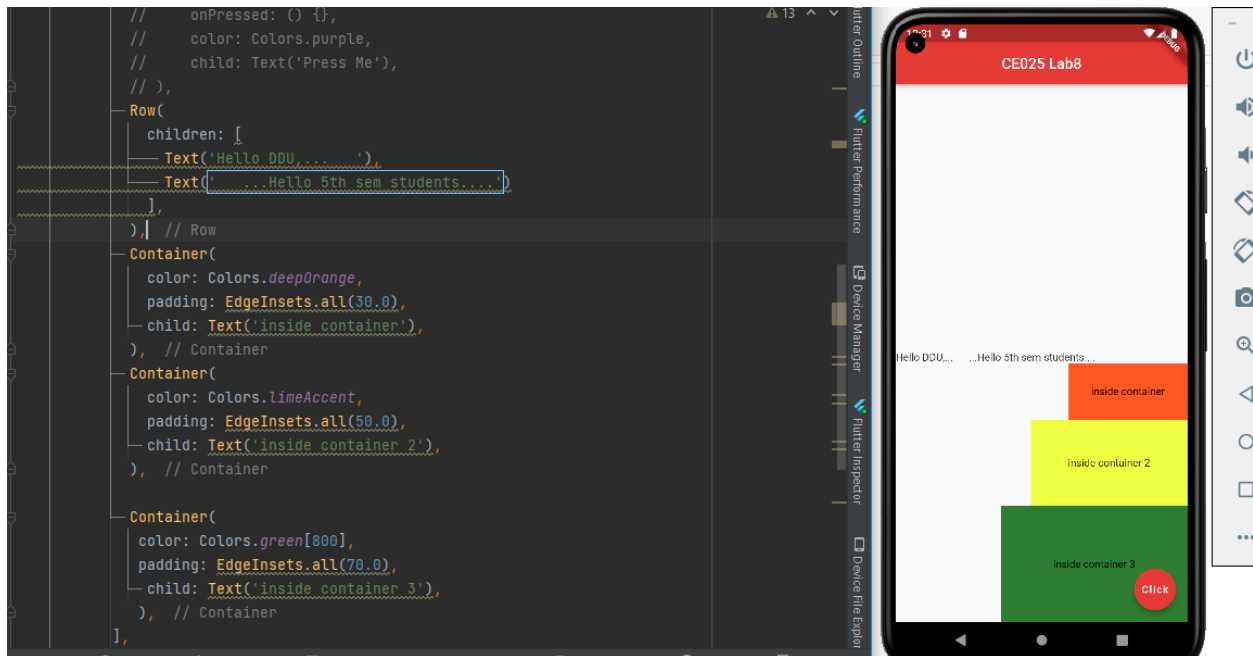 //     onPressed: () {},
//     color: Colors.purple,
//     child: Text('Press Me'),
// ),
Row(
children: [
Text('Hello DDU,...    '),
Text('   ...Hello 5th sem students....')
],
), // Row
Container(
color: Colors.deepOrange,
padding: EdgeInsets.all(30.0),
child: Text('inside container'),
), // Container
Container(
color: Colors.limeAccent,
padding: EdgeInsets.all(50.0),
child: Text('inside container 2'),
), // Container
Container(
color: Colors.green[800],
padding: EdgeInsets.all(70.0),
child: Text('inside container 3'),
), // Container
],
13
Outline
Flutter Performance
Device Manager
Flutter Inspector
Device File Explor
DEBUG
CE025 Lab8
Hello DDU,...    ...Hello 5th sem students....
inside container
inside container 2
inside container 3
Click